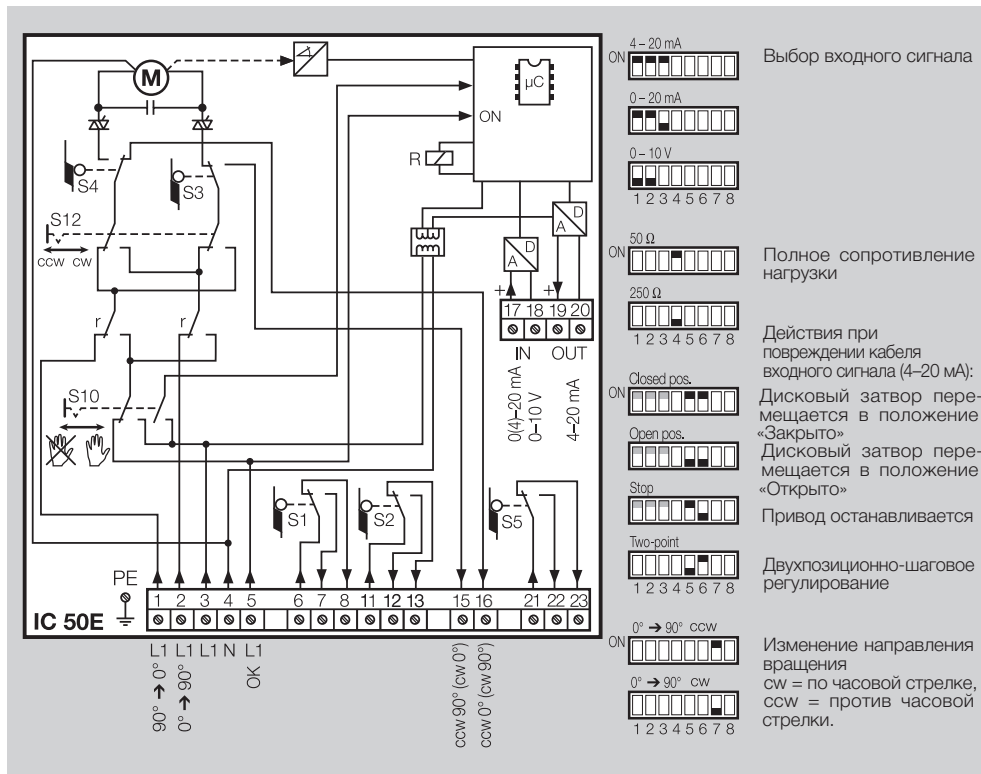 M
µC
ON
R
S4
S3
S12
ccw cw
D
A
D
A
+
+
17 18 19 20
IN OUT
0(4)–20 mA
0–10 V
4–20 mA
r
r
S10
S1
S2
S5
PE
1 2 3 4 5 6 7 8 11 12 13 15 16 21 22 23
IC 50E
L1 L1 L1 N L1
90° ➔ 0°
0° ➔ 90°
OK
ccw 90° (cw 0°)
ccw 0° (cw 90°)
4–20 mA
ON
Выбор входного сигнала
0–20 mA
0–10 V
1 2 3 4 5 6 7 8
50 Ω
ON
Полное сопротивление
нагрузки
250 Ω
1 2 3 4 5 6 7 8
Действия при
повреждении кабеля
входного сигнала (4–20 мА):
Closed pos.
ON
Дисковый затвор пере-
мещается в положение
«Закрыто»
Open pos.
Дисковый затвор пере-
мещается в положение
«Открыто»
Stop
Привод останавливается
Two-point
1 2 3 4 5 6 7 8
Двухпозиционно-шаговое
регулирование
0° ➔ 90° ccw
ON
Изменение направления
вращения
cw = по часовой стрелке,
ccw = против часовой
стрелки.
0° ➔ 90° cw
1 2 3 4 5 6 7 8